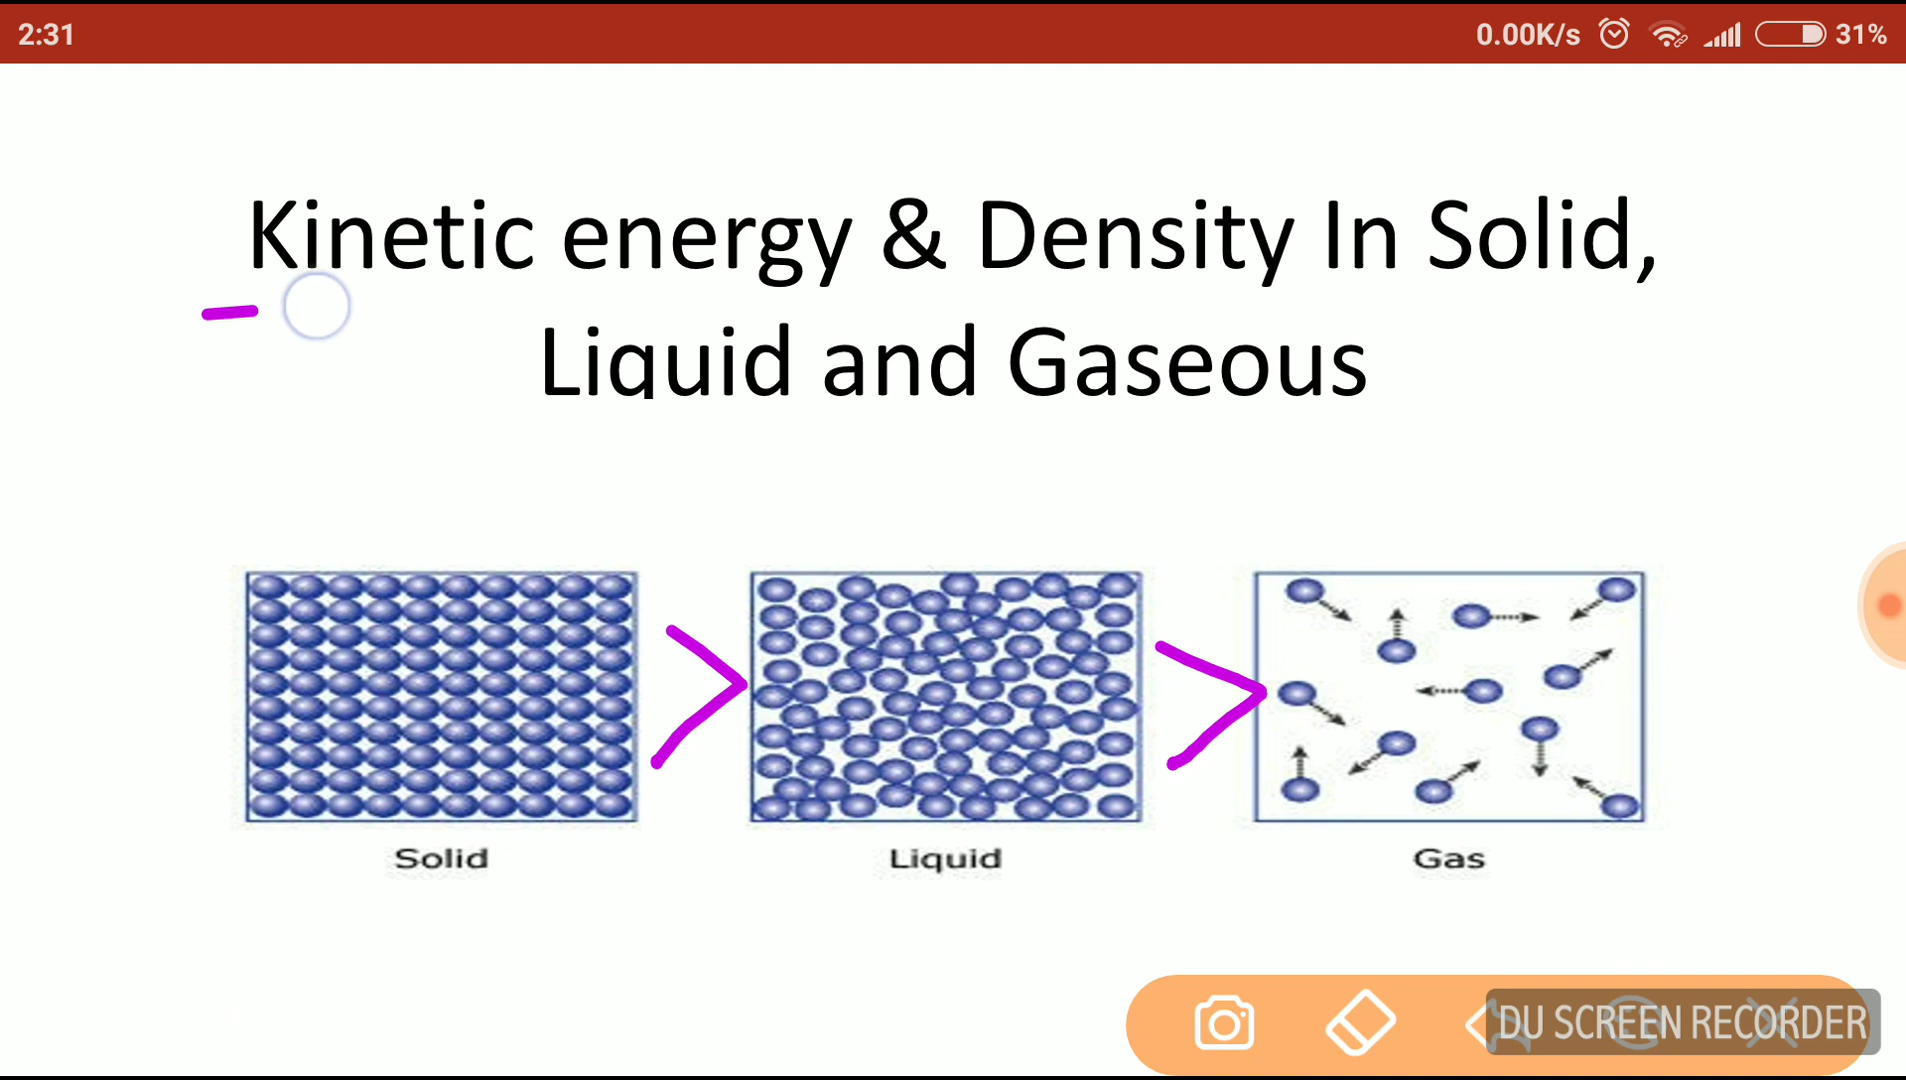 2:31
0.00K/s 31%
Kinetic energy & Density In Solid,
Liquid and Gaseous
Solid Liquid Gas
DU SCREEN RECORDER